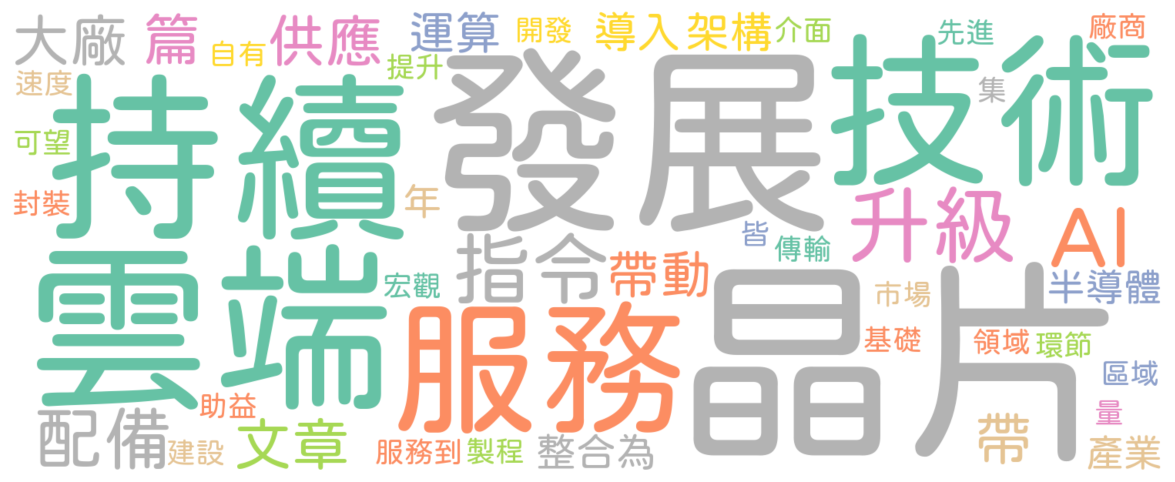 大廠
篇
自有
供應
運算
開發
導入
架構
介面
先進
廠商
速度
提升
集
持續
發展
技術
可望
封裝
年
升級
皆
傳輸
AI
指令
帶動
宏觀
雲端
晶片
市場
半導體
服務
基礎
領域
環節
區域
助益
量
配備
建設
文章
服務到
製程
整合為
帶
產業